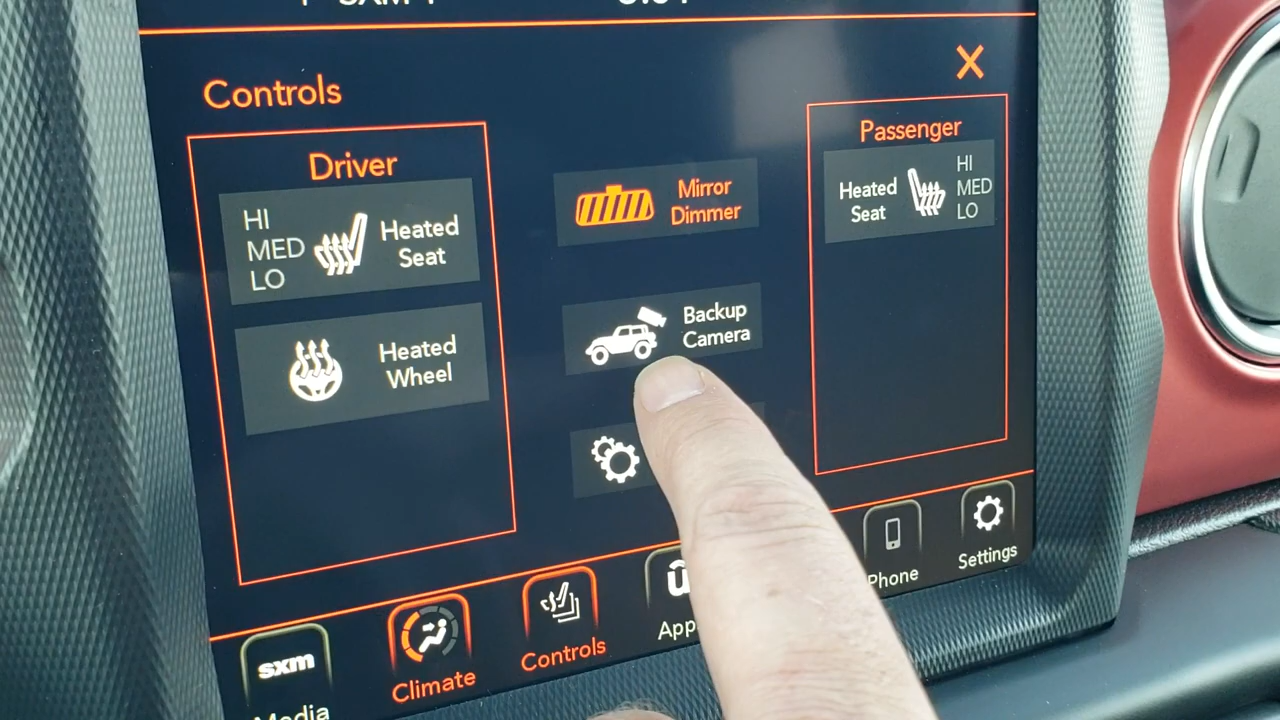 Controls
X
Driver
HI
MED
LO
Heated
Seat
Heated
Wheel
Mirror
Dimmer
Backup
Camera
Passenger
Heated
Seat
HI
MED
LO
sxm
Media
Climate
Controls
App
Phone
Settings